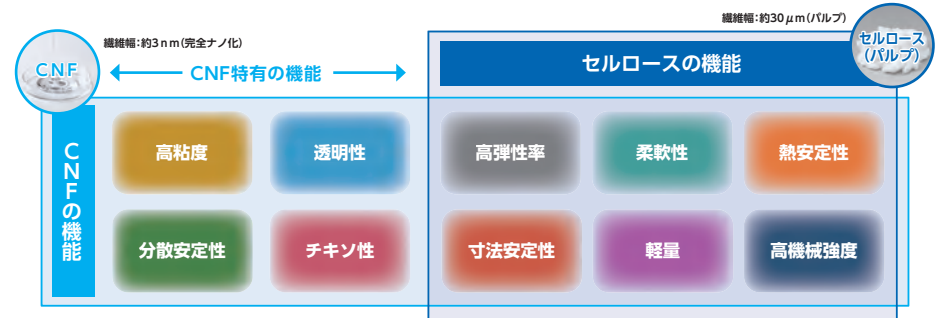 繊維幅:約30μm(パルプ)
繊維幅:約3nm(完全ナノ化)
CNF
CNF特有の機能
セルロースの機能
セルロース
(パルプ)
CNFの機能
高粘度
透明性
高弾性率
柔軟性
熱安定性
分散安定性
チキソ性
寸法安定性
軽量
高機械強度